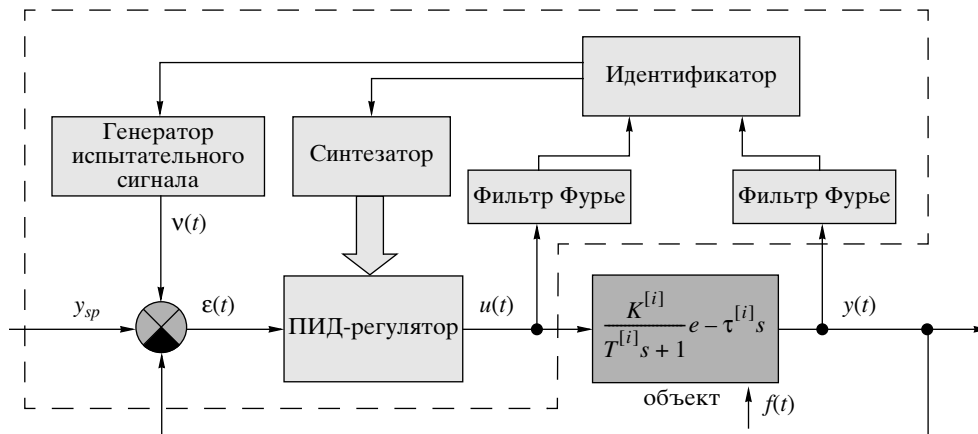 Идентификатор
Генератор
испытательного
сигнала
Синтезатор
Фильтр Фурье
Фильтр Фурье
ν(t)
y_sp
ε(t)
ПИД-регулятор
u(t)
K^[i]
T^[i]s + 1
e – τ^[i]s
y(t)
объект
f(t)